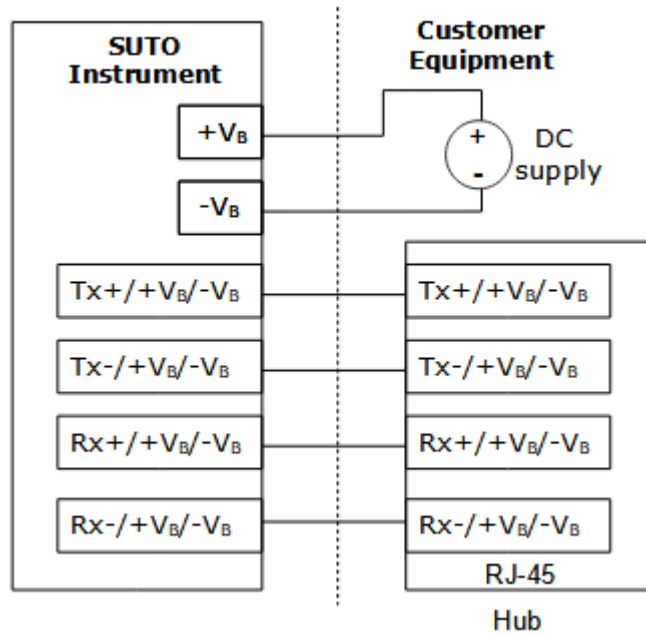 SUTO
Instrument
Customer
Equipment
+VB
+
-
DC
supply
-VB
Tx+/+VB/-VB
Tx+/+VB/-VB
Tx-/+VB/-VB
Tx-/+VB/-VB
Rx+/+VB/-VB
Rx+/+VB/-VB
Rx-/+VB/-VB
Rx-/+VB/-VB
RJ-45
Hub